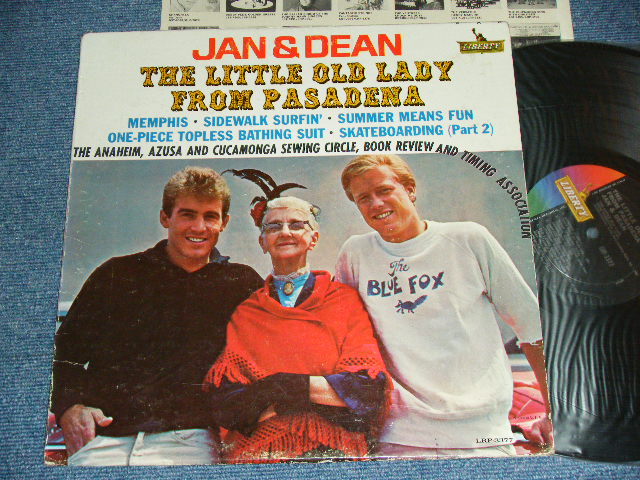 JAN & DEAN
LIBERTY
THE LITTLE OLD LADY
FROM PASADENA
MEMPHIS · SIDEWALK SURFIN' · SUMMER MEANS FUN
ONE-PIECE TOPLESS BATHING SUIT · SKATEBOARDING (Part 2)
THE ANAHEIM, AZUSA AND CUCAMONGA SEWING CIRCLE, BOOK REVIEW AND TIMING ASSOCIATION
The
BLUE FOX
LIBERTY
LRP-3377